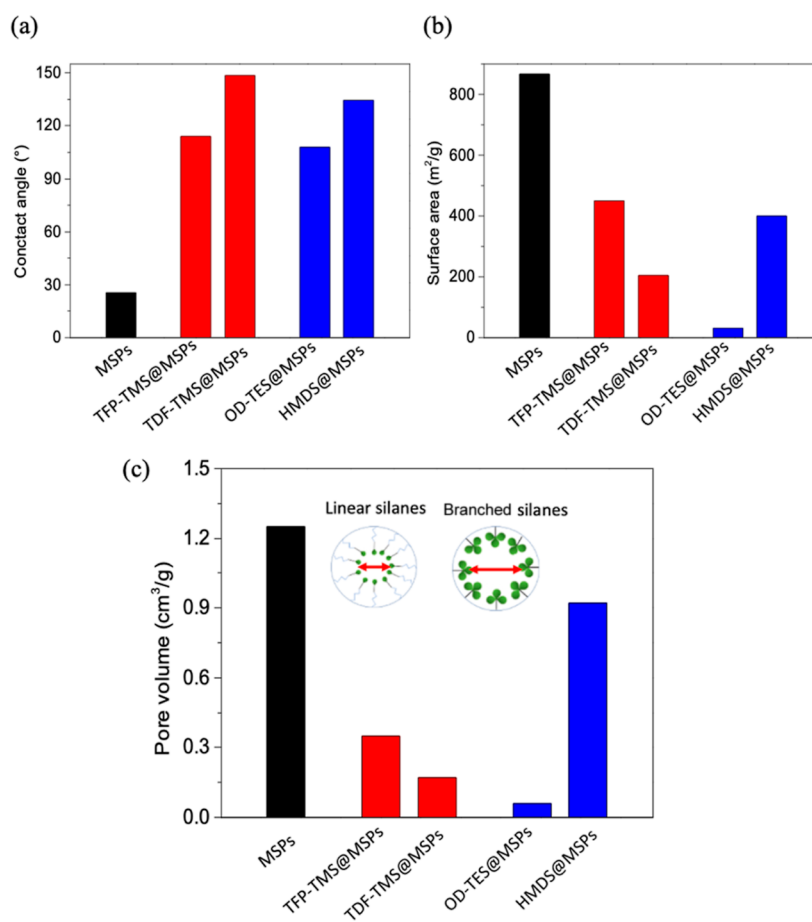 (a)
Conctact angle (°)
150
120
90
60
30
0
MSPs
TFP-TMS@MSPs
TDF-TMS@MSPs
OD-TES@MSPs
HMDS@MSPs
(b)
Surface area (m²/g)
800
600
400
200
0
MSPs
TFP-TMS@MSPs
TDF-TMS@MSPs
OD-TES@MSPs
HMDS@MSPs
(c)
Pore volume (cm³/g)
1.5
1.2
0.9
0.6
0.3
0.0
Linear silanes
Branched silanes
MSPs
TFP-TMS@MSPs
TDF-TMS@MSPs
OD-TES@MSPs
HMDS@MSPs